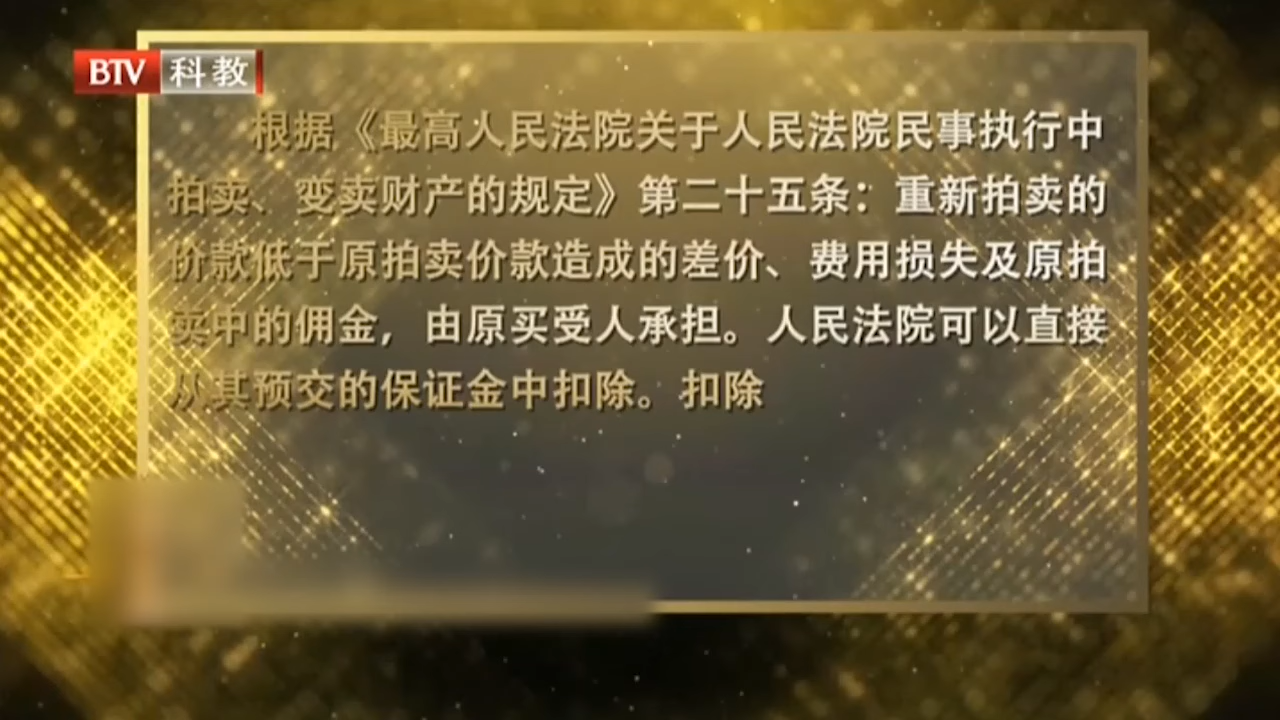 BTV 科教
根据《最高人民法院关于人民法院民事执行中
拍卖、变卖财产的规定》第二十五条：重新拍卖的
价款低于原拍卖价款造成的差价、费用损失及原拍
卖中的佣金，由原买受人承担。人民法院可以直接
从其预交的保证金中扣除。扣除